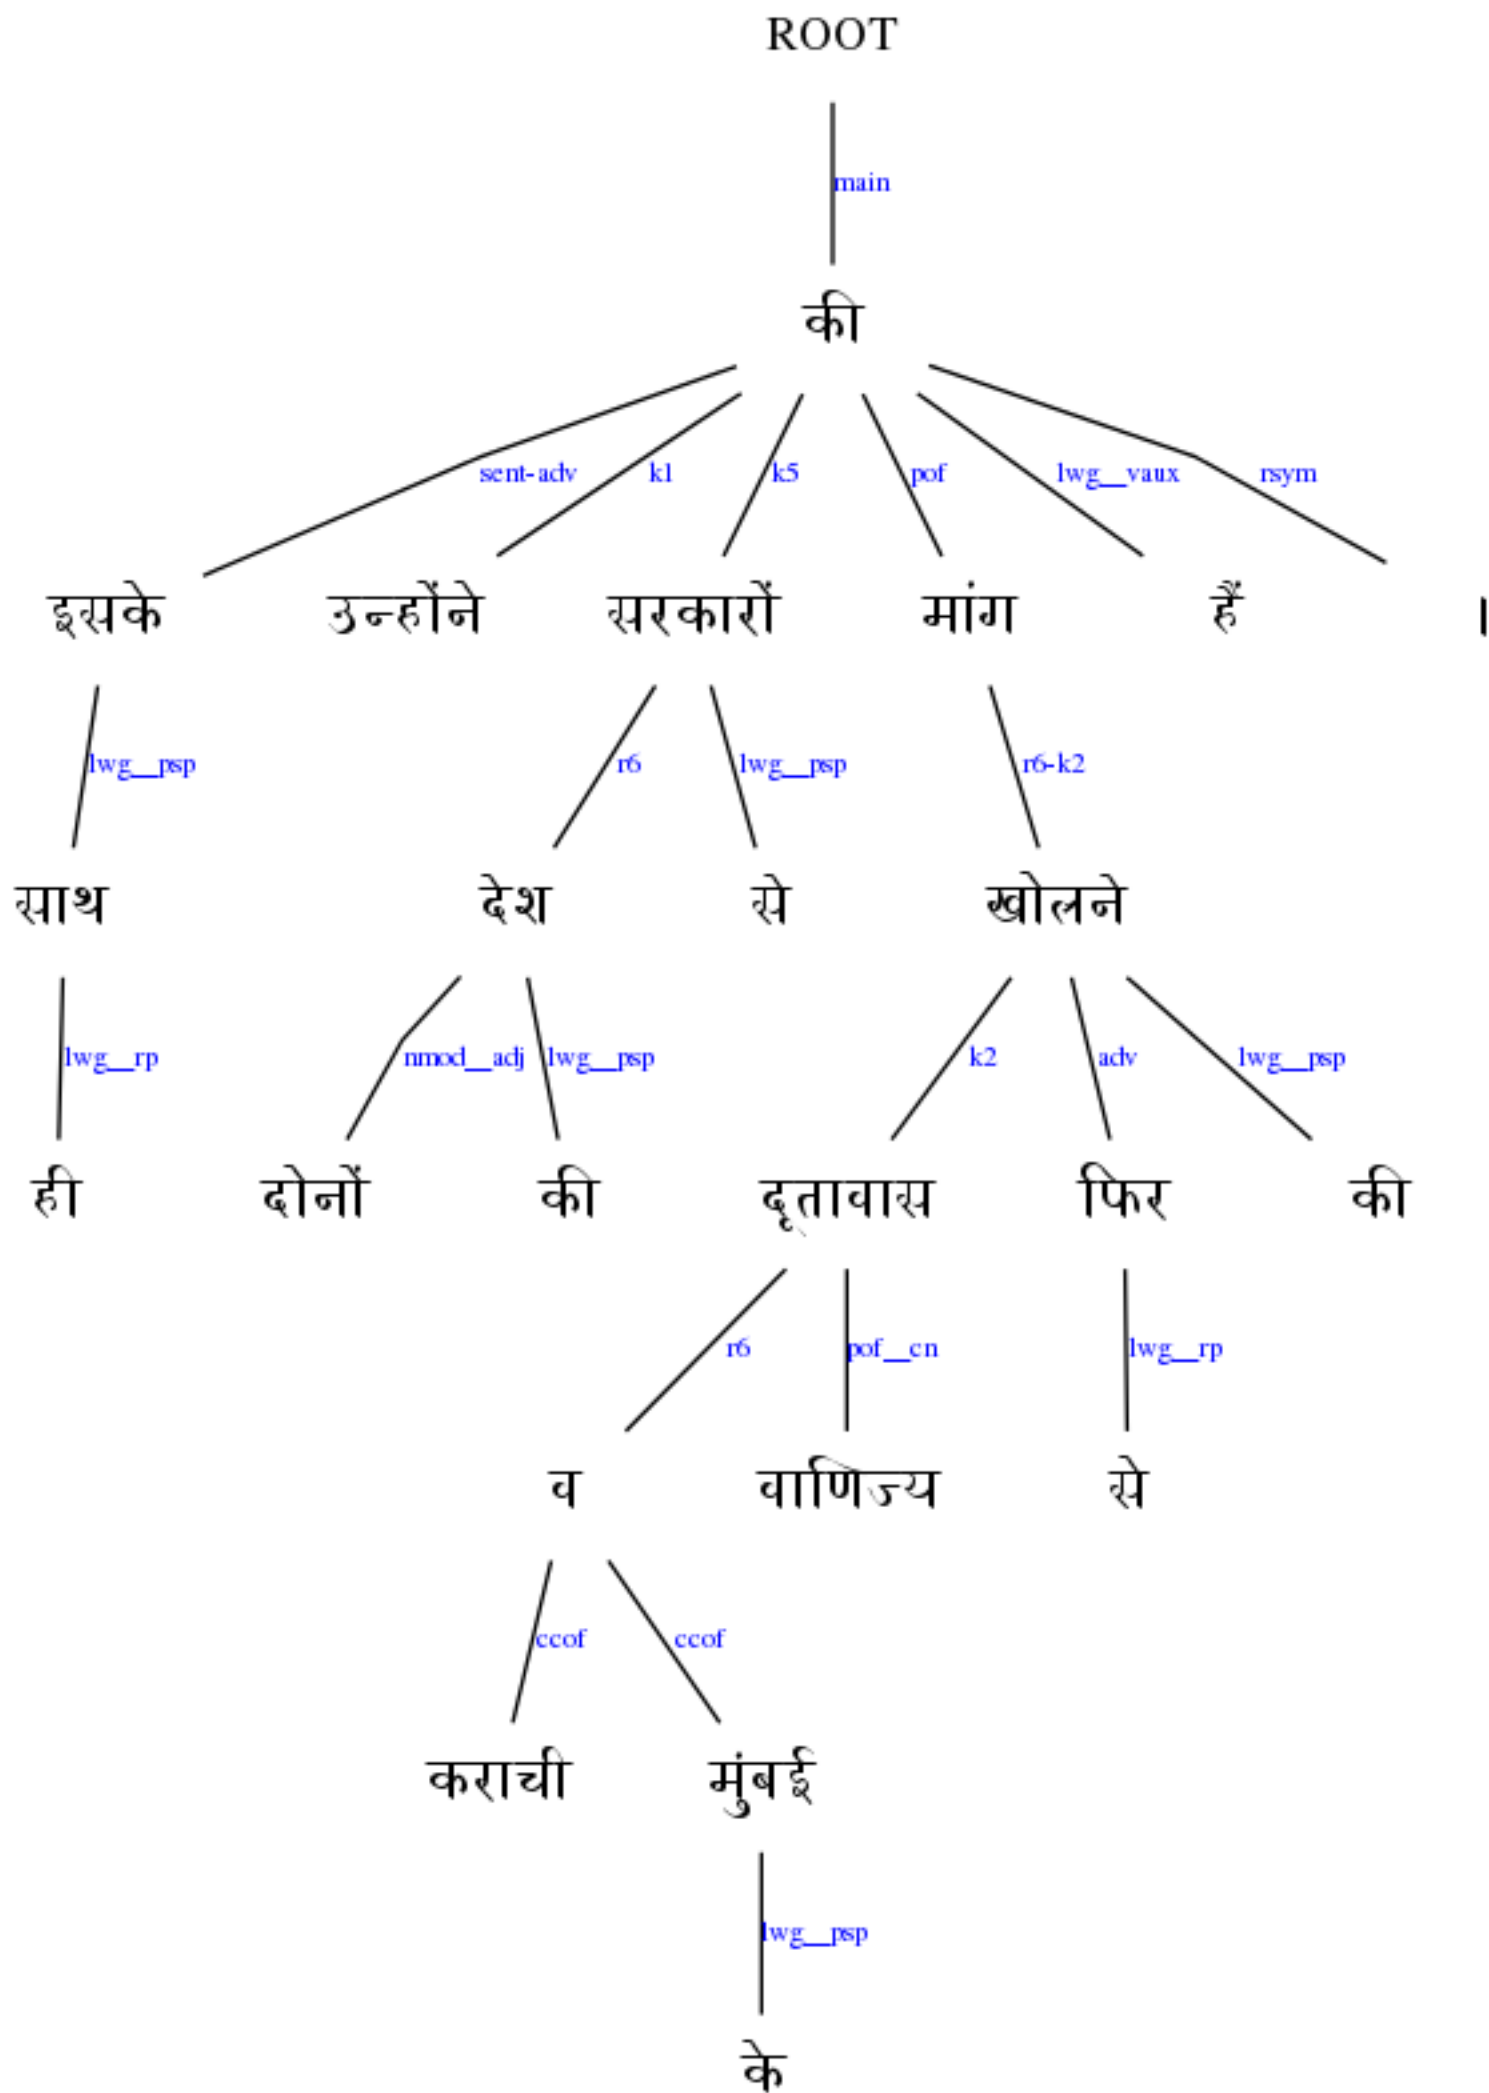 ROOT
main
की
sent-adv k1 k5 pof lwg__vaux rsym
इसके उन्होंने सरकारों मांग हैं ।
lwg__psp r6 lwg__psp r6-k2
साथ देश से खोलने
lwg__rp nmod__adj lwg__psp k2 adv lwg__psp
ही दोनों की दूतावास फिर की
r6 pof__cn lwg__rp
व वाणिज्य से
ccof ccof
कराची मुंबई
lwg__psp
के